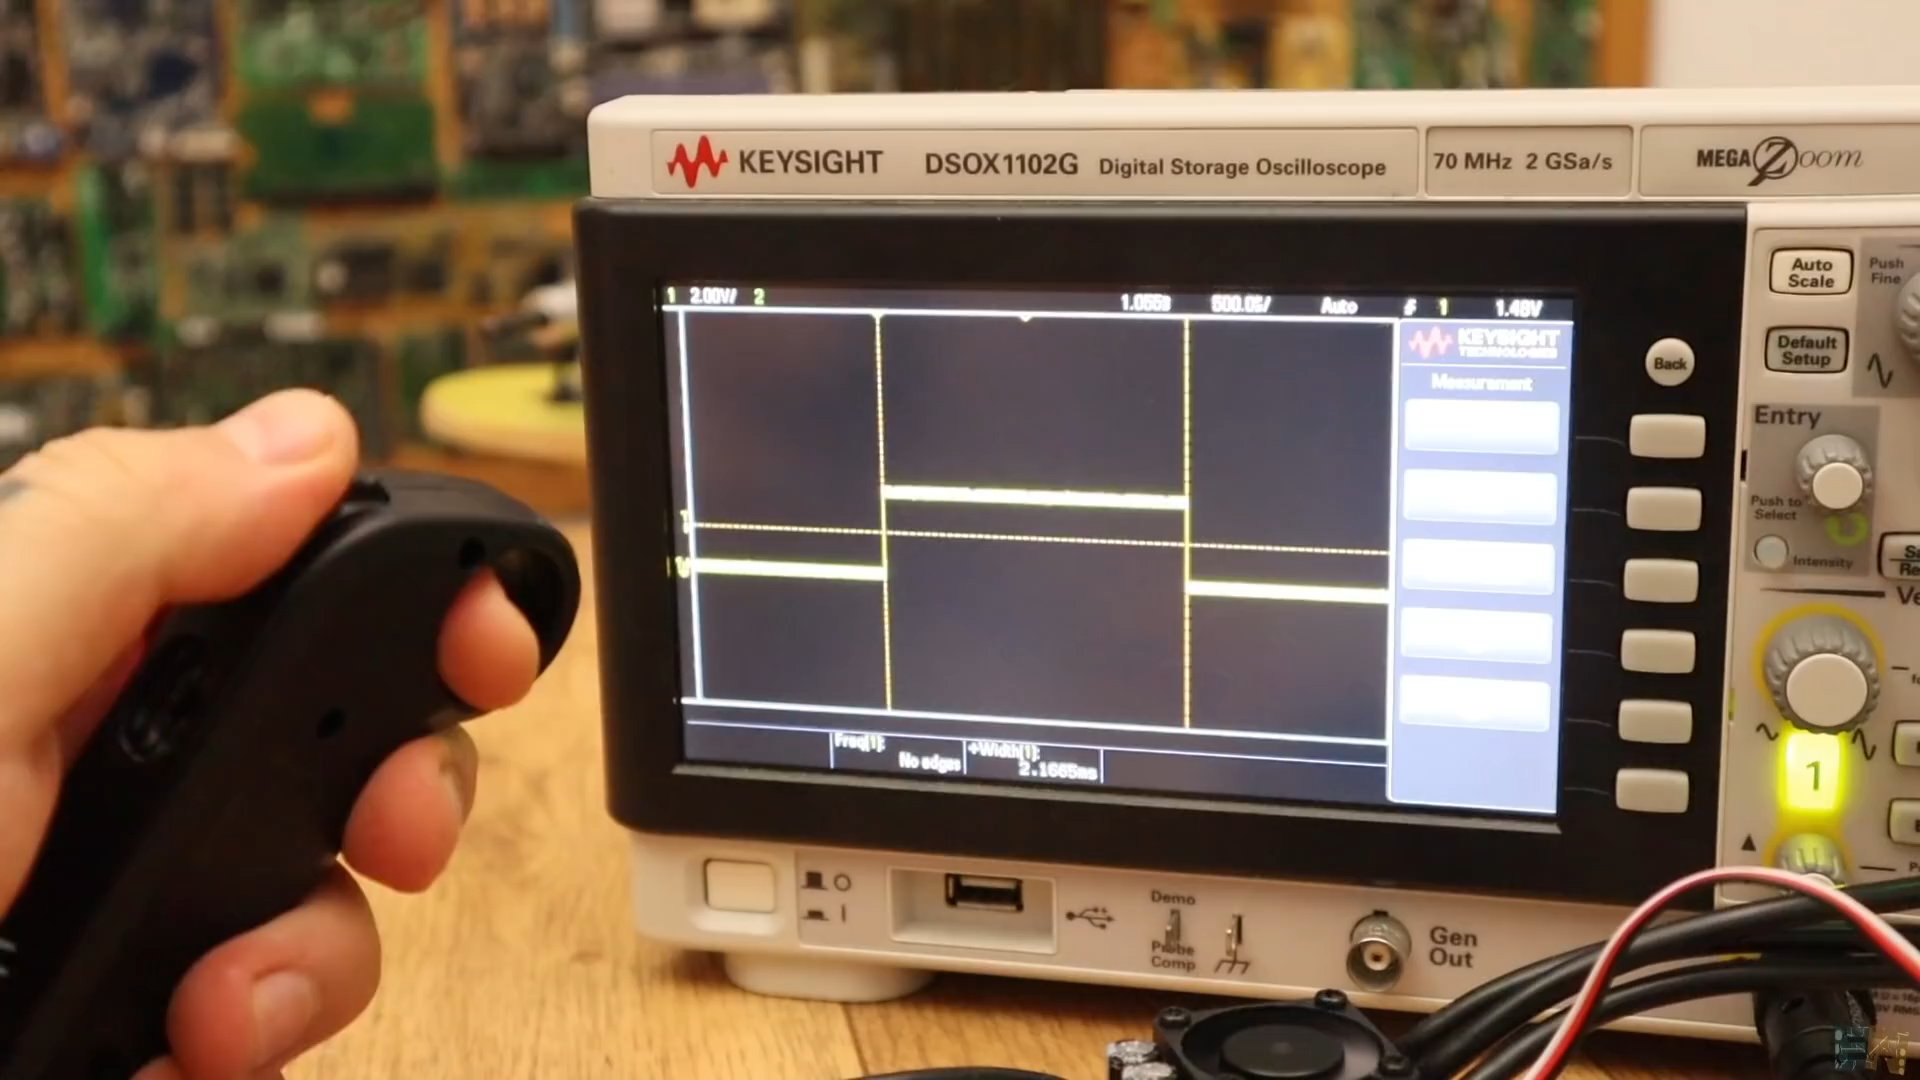 KEYSIGHT DSOX1102G Digital Storage Oscilloscope 70 MHz 2 GSa/s MEGA Zoom
1 2.00V/ 2 1.055s 500.0s/ Auto 1 1.48V
KEYSIGHT
TECHNOLOGIES
Measurement
T
Freq(1):
No edges
+Width(1):
2.1665ms
Back
Auto
Scale
Push
Fine
Default
Setup
Entry
Push to
Select
Intensity
1
Demo
Probe
Comp
Gen
Out